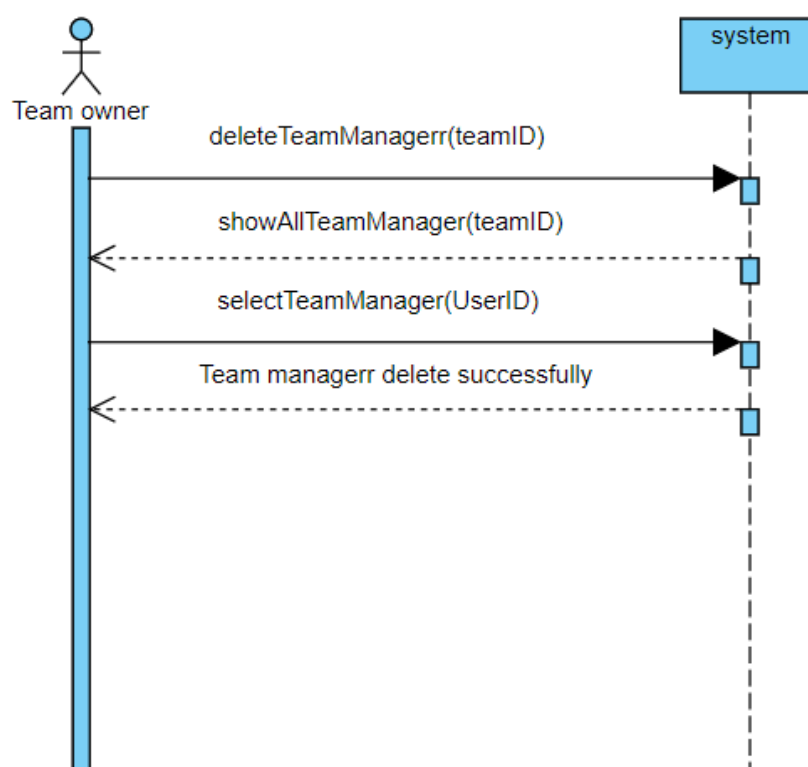 system
Team owner
deleteTeamManagerr(teamID)
showAllTeamManager(teamID)
selectTeamManager(UserID)
Team managerr delete successfully